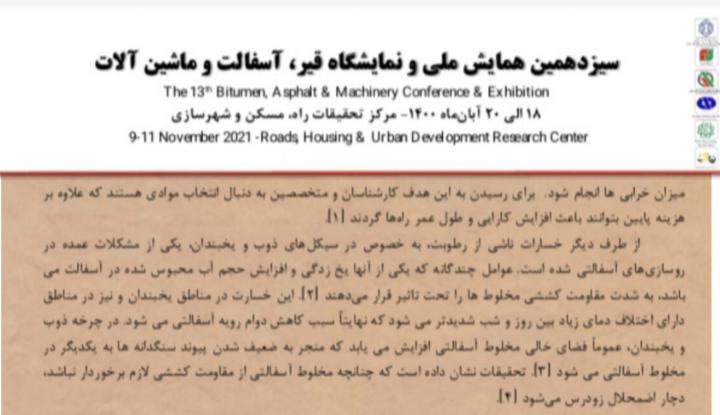 سیزدهمین همایش ملی و نمایشگاه قیر، آسفالت و ماشین آلات
The 13th Bitumen, Asphalt & Machinery Conference & Exhibition
۱۸ الی ۲۰ آبان‌ماه ۱۴۰۰- مرکز تحقیقات راه، مسکن و شهرسازی
9-11 November 2021 -Roads, Housing & Urban Development Research Center
میزان خرابی ها انجام شود. برای رسیدن به این هدف کارشناسان و متخصصین به دنبال انتخاب موادی هستند که علاوه بر
هزینه پایین بتوانند باعث افزایش کارایی و طول عمر راه‌ها گردند [۱].
از طرف دیگر خسارات ناشی از رطوبت، به خصوص در سیکل‌های ذوب و یخبندان، یکی از مشکلات عمده در
روسازی‌های آسفالتی شده است. عوامل چندگانه که یکی از آنها یخ زدگی و افزایش حجم آب محبوس شده در آسفالت می
باشد، به شدت مقاومت کششی مخلوط ها را تحت تاثیر قرار می‌دهند [۲]. این خسارت در مناطق یخبندان و نیز در مناطق
دارای اختلاف دمای زیاد بین روز و شب شدیدتر می شود که نهایتاً سبب کاهش دوام رویه آسفالتی می شود. در چرخه ذوب
و یخبندان، عموماً فضای خالی مخلوط آسفالتی افزایش می یابد که منجر به ضعیف شدن پیوند سنگدانه ها به یکدیگر در
مخلوط آسفالتی می شود [۳]. تحقیقات نشان داده است که چنانچه مخلوط آسفالتی از مقاومت کششی لازم برخوردار نباشد،
دچار اضمحلال زودرس می‌شود [۴].